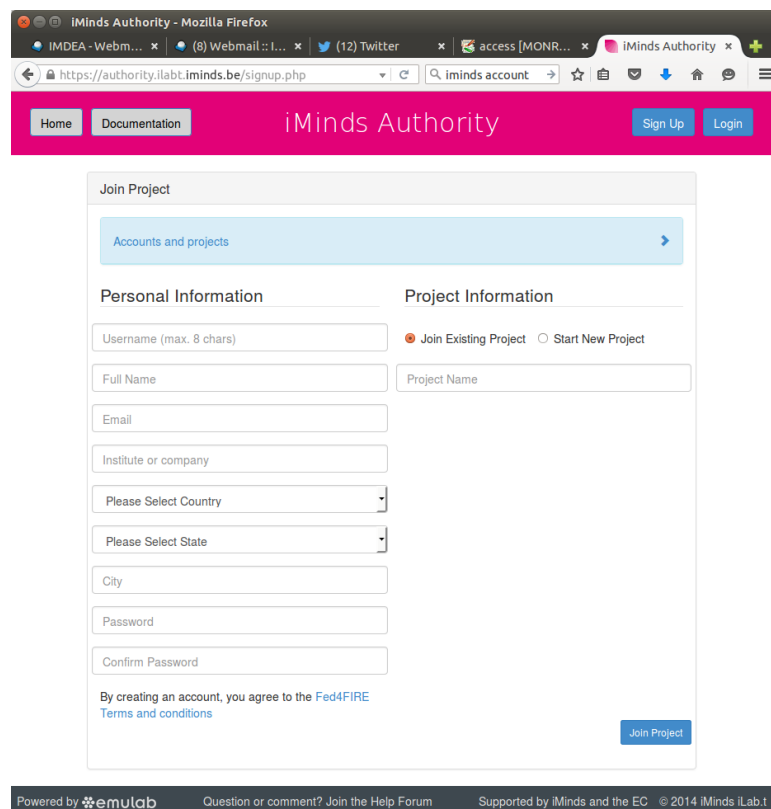 iMinds Authority - Mozilla Firefox
IMDEA - Webm... × (8) Webmail :: I... × (12) Twitter × access [MONR... × iMinds Authority ×
https://authority.ilabt.iminds.be/signup.php iminds account
Home Documentation iMinds Authority Sign Up Login
Join Project
Accounts and projects
Personal Information Project Information
Username (max. 8 chars) Join Existing Project Start New Project
Full Name Project Name
Email
Institute or company
Please Select Country
Please Select State
City
Password
Confirm Password
By creating an account, you agree to the Fed4FIRE
Terms and conditions
Join Project
Powered by emulab Question or comment? Join the Help Forum Supported by iMinds and the EC © 2014 iMinds iLab.t